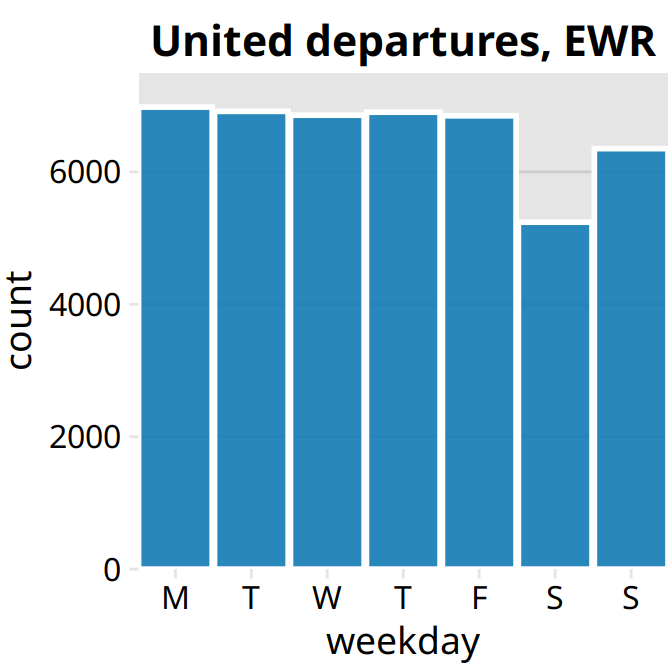 United departures, EWR
count
6000
4000
2000
0
M T W T F S S
weekday